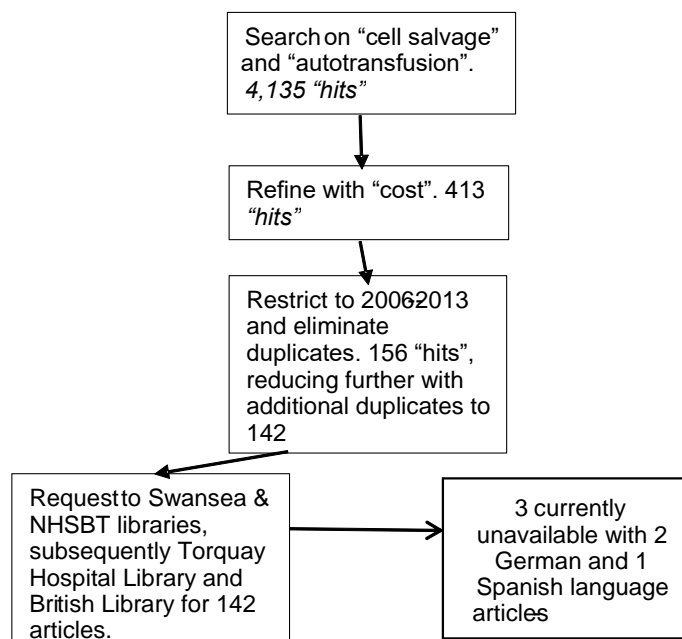 Search on “cell salvage”
and “autotransfusion”.
4,135 “hits”
Refine with “cost”. 413
“hits”
Restrict to 2006-2013
and eliminate
duplicates. 156 “hits”,
reducing further with
additional duplicates to
142
Request to Swansea &
NHSBT libraries,
subsequently Torquay
Hospital Library and
British Library for 142
articles.
3 currently
unavailable with 2
German and 1
Spanish language
articles